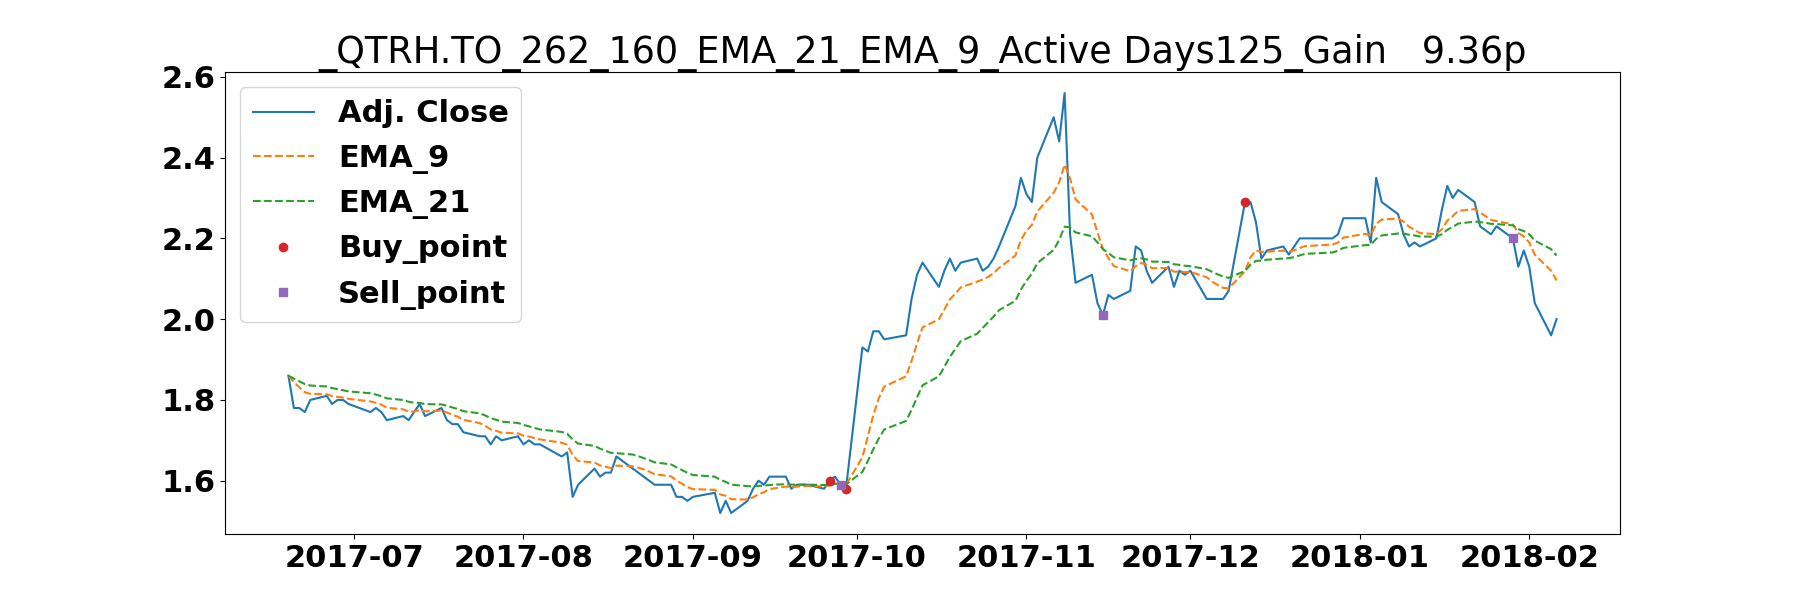 _QTRH.TO_262_160_EMA_21_EMA_9_Active Days125_Gain   9.36p
2.6
2.4
2.2
2.0
1.8
1.6
Adj. Close
EMA_9
EMA_21
Buy_point
Sell_point
2017-07 2017-08 2017-09 2017-10 2017-11 2017-12 2018-01 2018-02